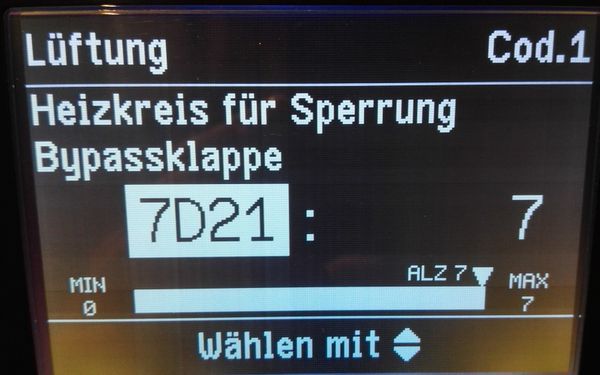 Lüftung Cod.1
Heizkreis für Sperrung
Bypassklappe
7D21 : 7
ALZ 7
MIN MAX
0 7
Wählen mit